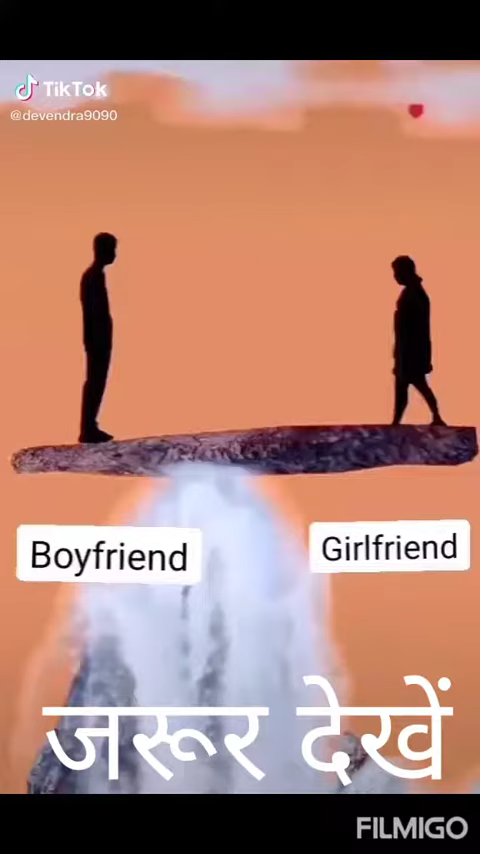 TikTok
@devendra9090
Boyfriend
Girlfriend
जरूर देखें
FILMIGO